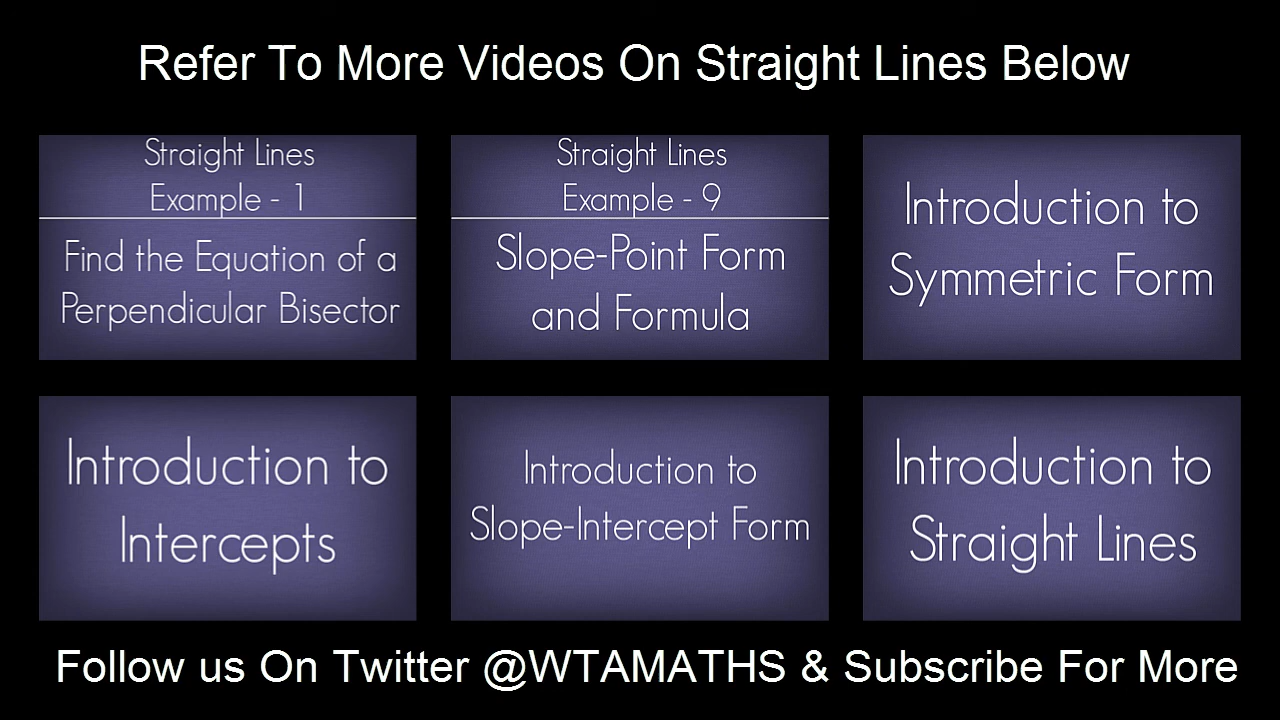 Refer To More Videos On Straight Lines Below
Straight Lines
Example - 1
Find the Equation of a
Perpendicular Bisector
Straight Lines
Example - 9
Slope-Point Form
and Formula
Introduction to
Symmetric Form
Introduction to
Intercepts
Introduction to
Slope-Intercept Form
Introduction to
Straight Lines
Follow us On Twitter @WTAMATHS & Subscribe For More